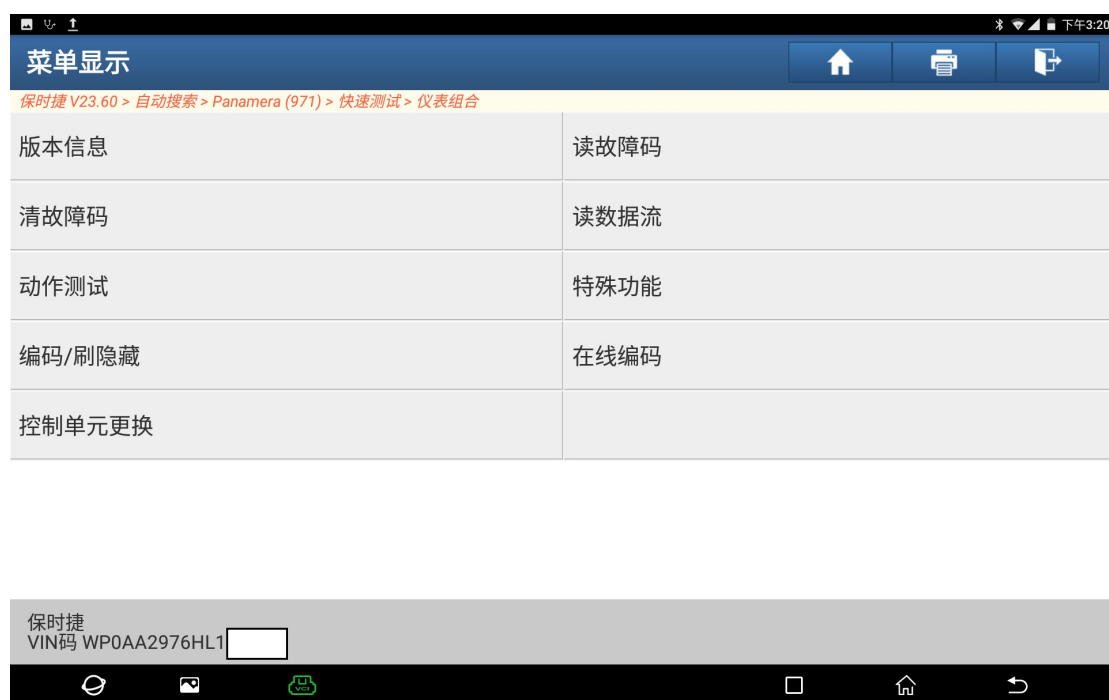 下午3:20
菜单显示
保时捷 V23.60 > 自动搜索 > Panamera (971) > 快速测试 > 仪表组合
版本信息
读故障码
清故障码
读数据流
动作测试
特殊功能
编码/刷隐藏
在线编码
控制单元更换
保时捷
VIN码 WP0AA2976HL1
VCI